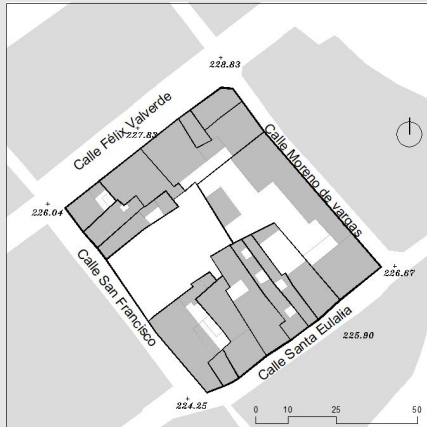 228.83
Calle Félix Valverde
227.83
Calle Moreno de vargas
226.04
Calle San Francisco
226.67
Calle Santa Eulalia
225.90
224.25
0 10 25 50